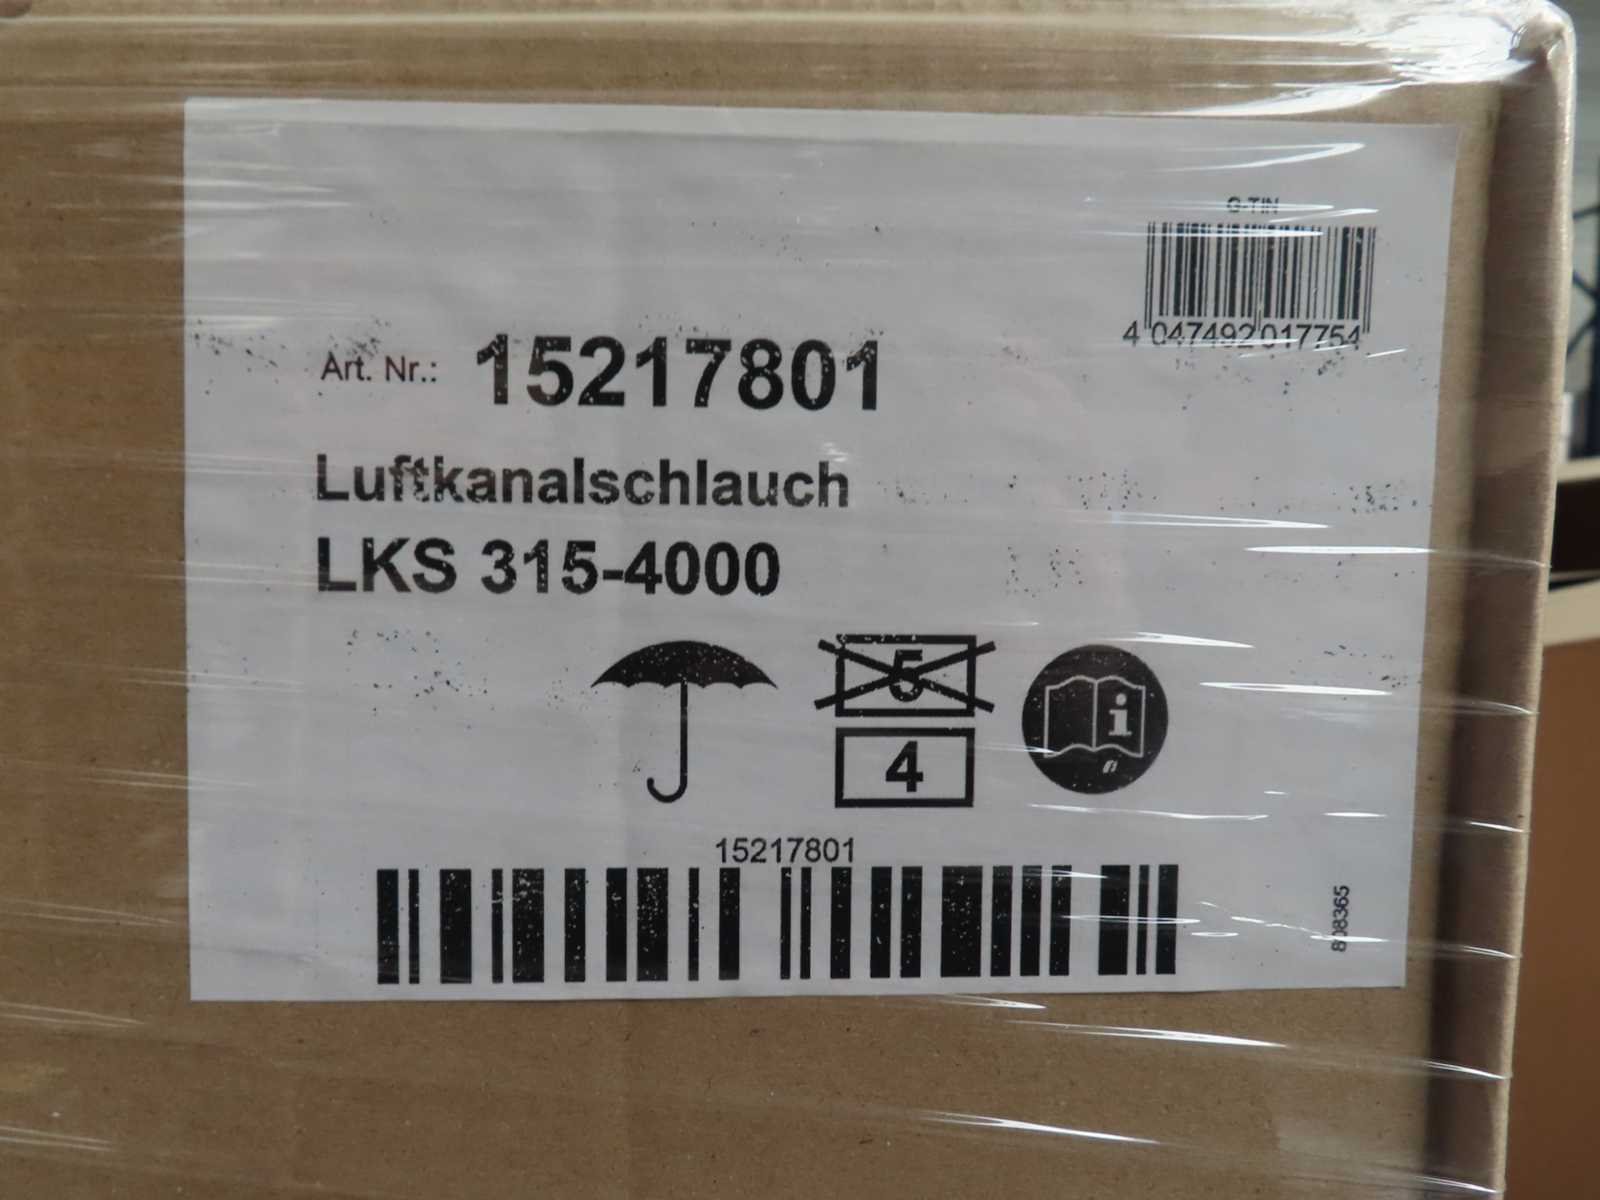 G-TIN
4 047492 017754
Art. Nr.: 15217801
Luftkanalschlauch
LKS 315-4000
5
4
i
15217801
808365